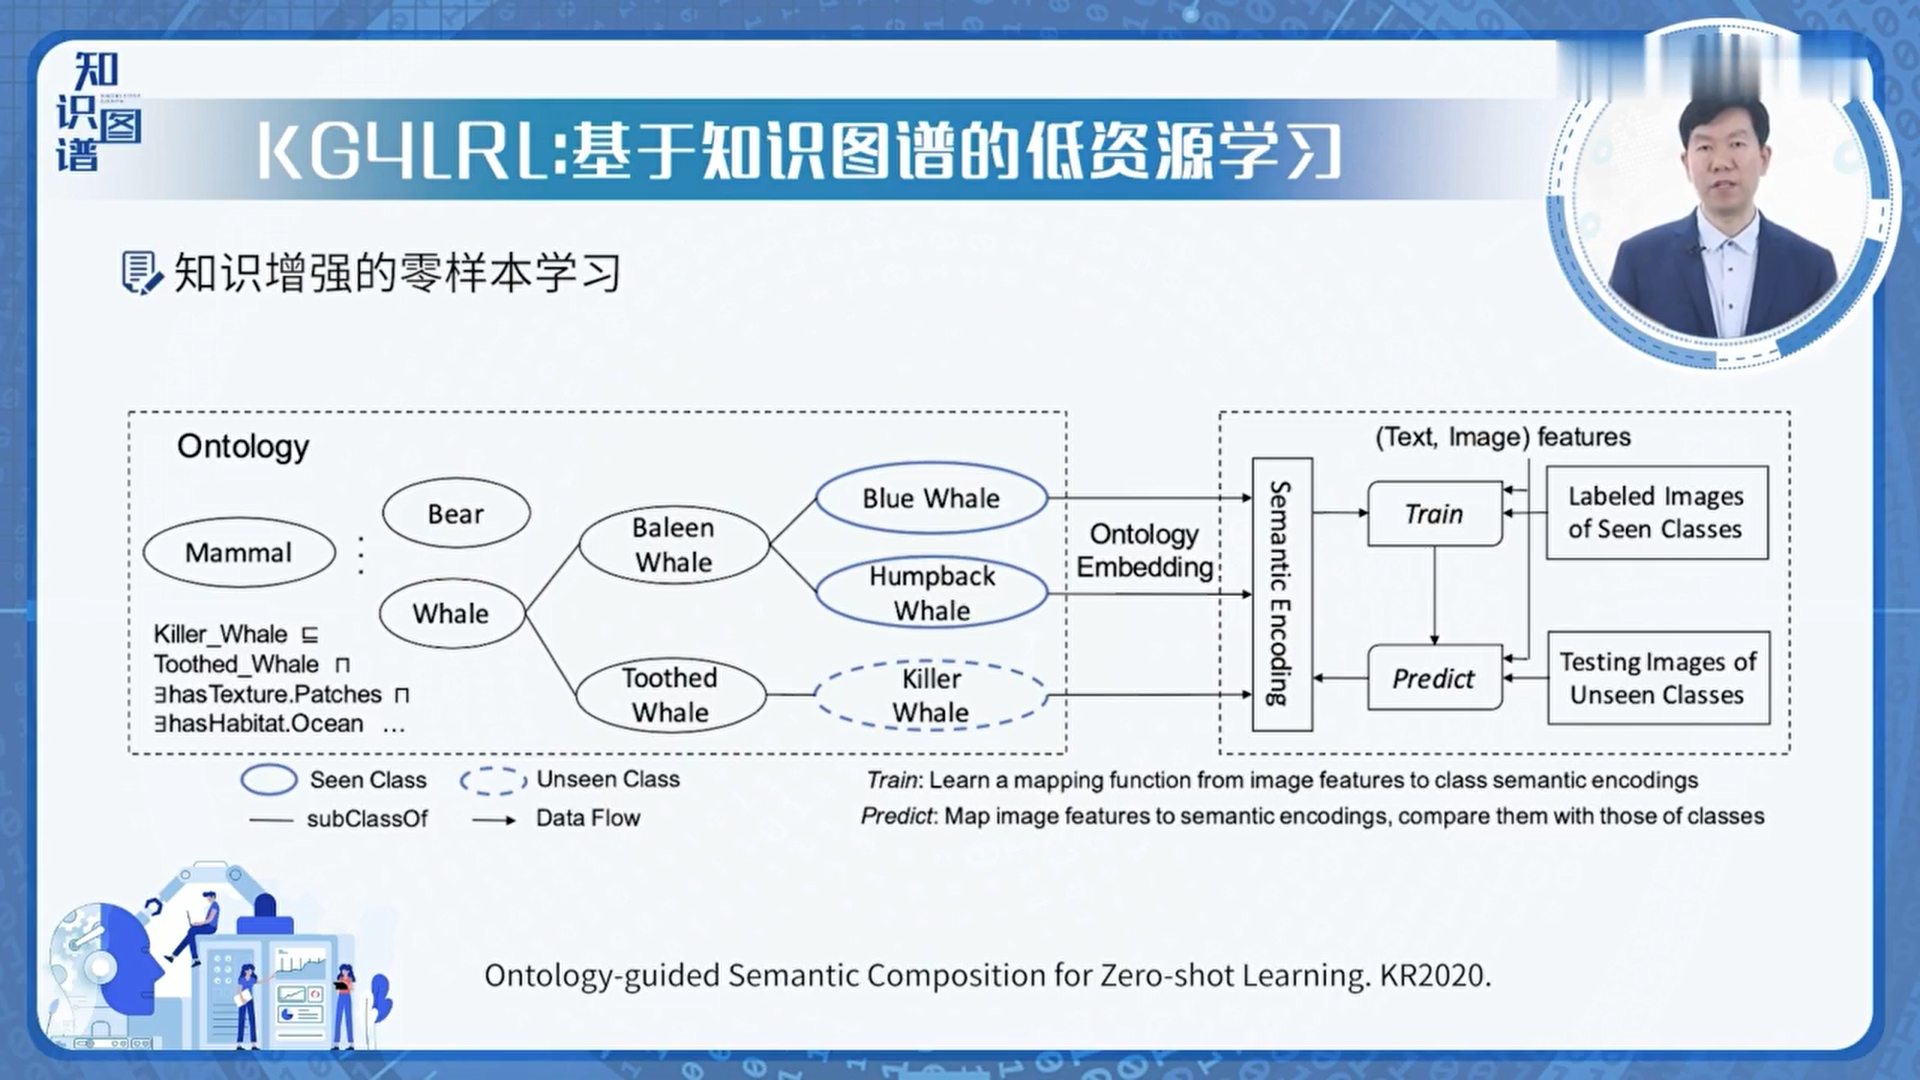 知
识图
谱
KG4LRL:基于知识图谱的低资源学习
知识增强的零样本学习
Ontology
Mammal
Bear
Whale
Baleen
Whale
Toothed
Whale
Blue Whale
Humpback
Whale
Killer
Whale
Killer_Whale ⊑
Toothed_Whale ⊓
∃hasTexture.Patches ⊓
∃hasHabitat.Ocean ...
Ontology
Embedding
Semantic Encoding
(Text, Image) features
Train
Labeled Images
of Seen Classes
Predict
Testing Images of
Unseen Classes
Seen Class
Unseen Class
subClassOf
Data Flow
Train: Learn a mapping function from image features to class semantic encodings
Predict: Map image features to semantic encodings, compare them with those of classes
Ontology-guided Semantic Composition for Zero-shot Learning. KR2020.